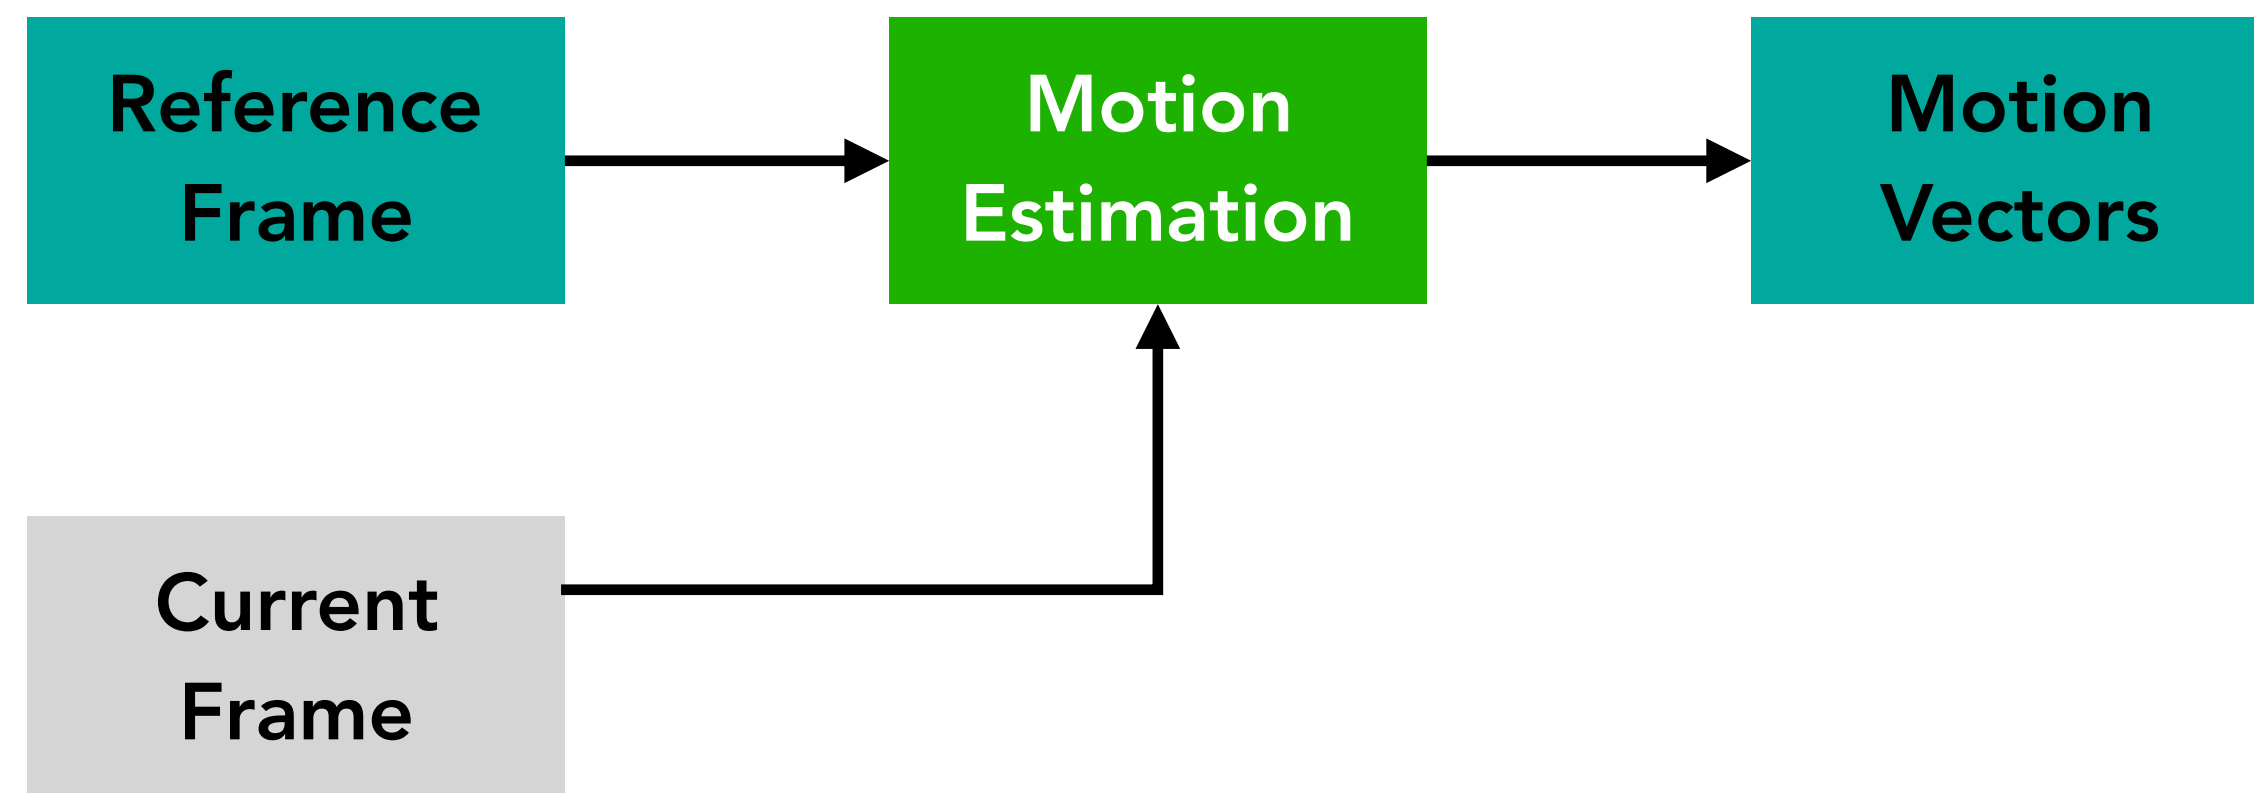 Reference
Frame
Motion
Estimation
Motion
Vectors
Current
Frame